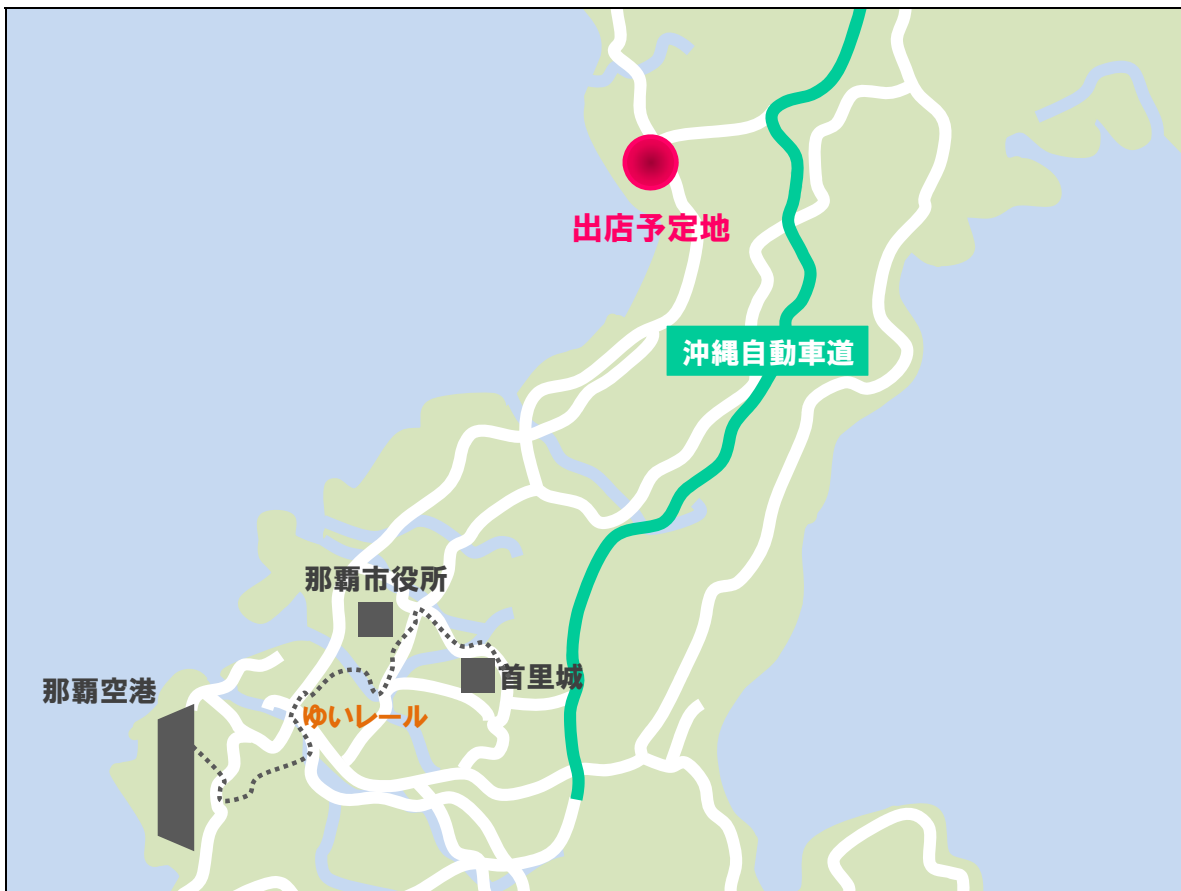 出店予定地
沖縄自動車道
那覇市役所
首里城
那覇空港
ゆいレール